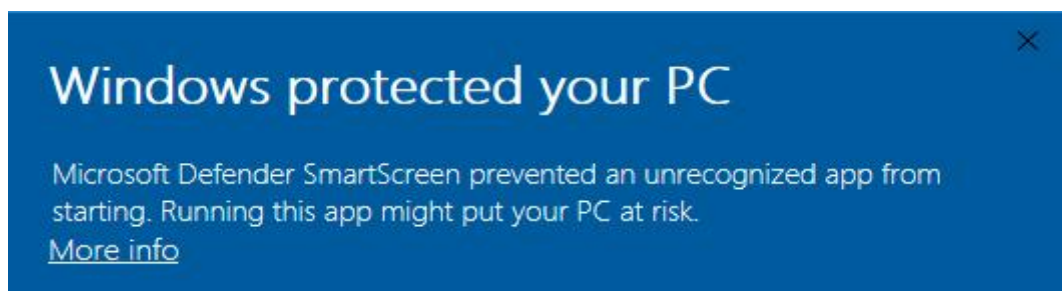 Windows protected your PC
Microsoft Defender SmartScreen prevented an unrecognized app from
starting. Running this app might put your PC at risk.
More info